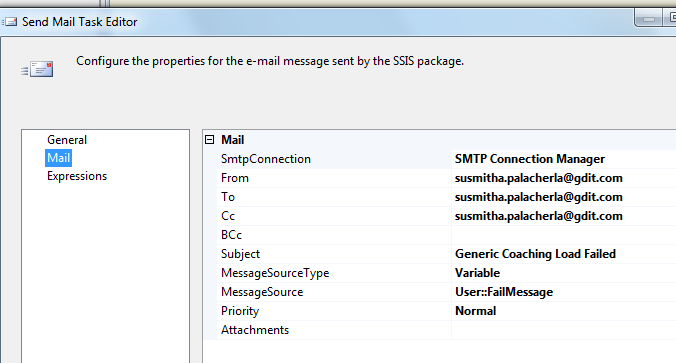 Send Mail Task Editor
Configure the properties for the e-mail message sent by the SSIS package.
General
Mail
Expressions
Mail
SmtpConnection SMTP Connection Manager
From susmitha.palacherla@gdit.com
To susmitha.palacherla@gdit.com
Cc susmitha.palacherla@gdit.com
BCc
Subject Generic Coaching Load Failed
MessageSourceType Variable
MessageSource User::FailMessage
Priority Normal
Attachments